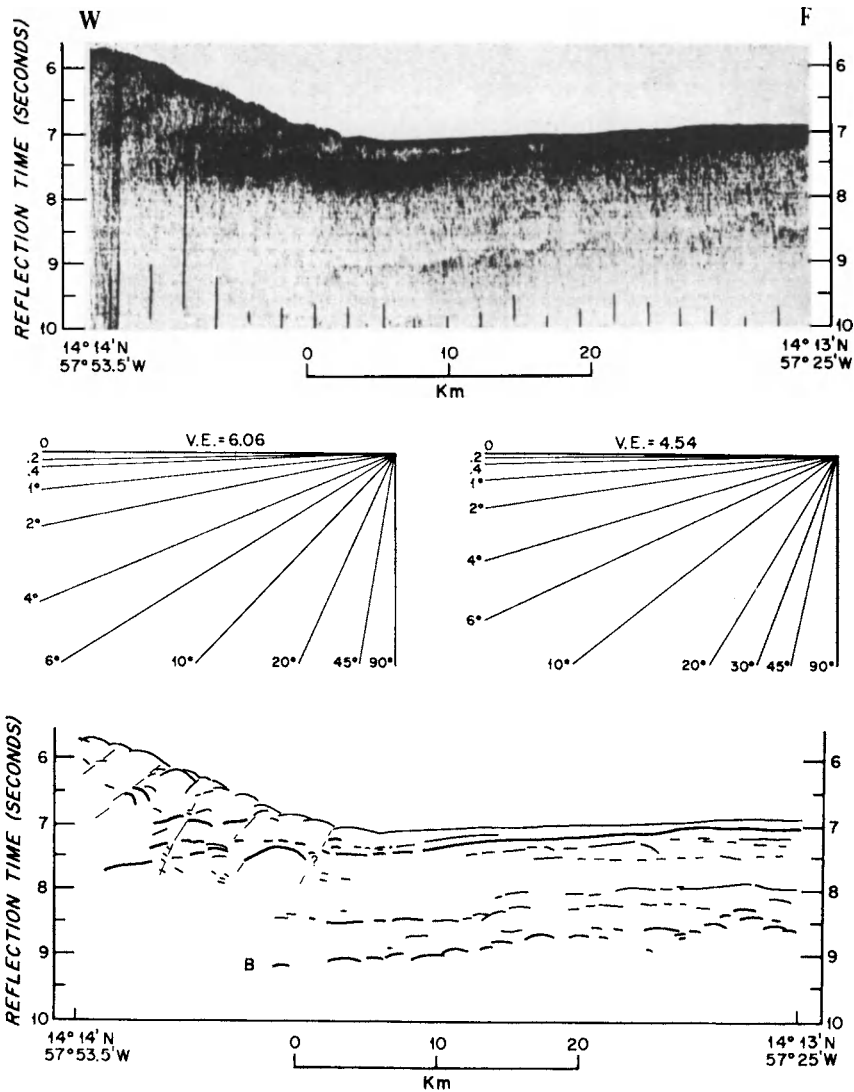 W F
REFLECTION TIME (SECONDS)
6 6
7 7
8 8
9 9
10 10
14° 14'N 0 10 20 14° 13'N
57° 53.5'W 57° 25'W
Km
0 V.E.=6.06
.2
.4
1°
2°
4°
6° 10° 20° 45° 90°
0 V.E.=4.54
.2
.4
1°
2°
4°
6°
10° 20° 30° 45° 90°
REFLECTION TIME (SECONDS)
6 6
7 7
?
8 8
B 9 9
10 10
14° 14'N 0 10 20 14° 13'N
57° 53.5'W 57° 25'W
Km